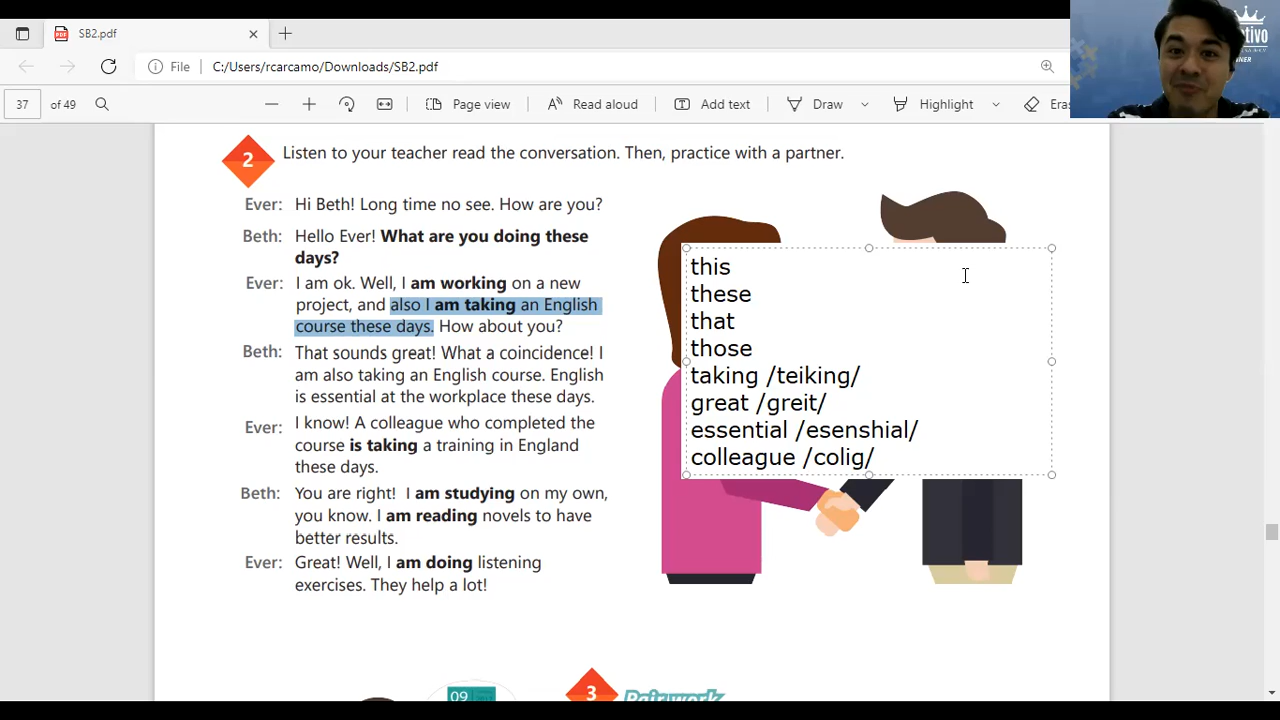 SB2.pdf
File C:/Users/rcarcamo/Downloads/SB2.pdf
37 of 49 Page view Read aloud Add text Draw Highlight Eras
2 Listen to your teacher read the conversation. Then, practice with a partner.
Ever: Hi Beth! Long time no see. How are you?
Beth: Hello Ever! What are you doing these
days?
Ever: I am ok. Well, I am working on a new
project, and also I am taking an English
course these days. How about you?
Beth: That sounds great! What a coincidence! I
am also taking an English course. English
is essential at the workplace these days.
Ever: I know! A colleague who completed the
course is taking a training in England
these days.
Beth: You are right! I am studying on my own,
you know. I am reading novels to have
better results.
Ever: Great! Well, I am doing listening
exercises. They help a lot!
this
these
that
those
taking /teiking/
great /greit/
essential /esenshial/
colleague /colig/
09
3 Pair work